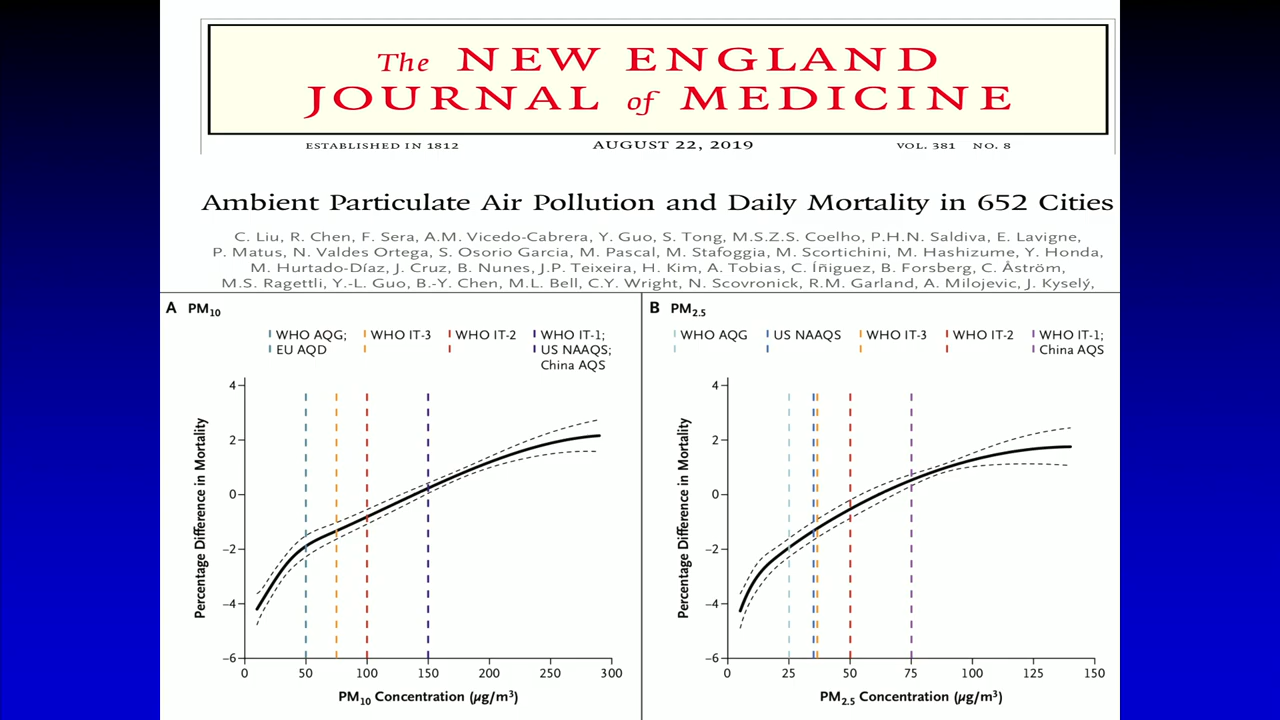 The NEW ENGLAND
JOURNAL of MEDICINE
ESTABLISHED IN 1812 AUGUST 22, 2019 VOL. 381 NO. 8
Ambient Particulate Air Pollution and Daily Mortality in 652 Cities
C. Liu, R. Chen, F. Sera, A.M. Vicedo-Cabrera, Y. Guo, S. Tong, M.S.Z.S. Coelho, P.H.N. Saldiva, E. Lavigne,
P. Matus, N. Valdes Ortega, S. Osorio Garcia, M. Pascal, M. Stafoggia, M. Scortichini, M. Hashizume, Y. Honda,
M. Hurtado-Díaz, J. Cruz, B. Nunes, J.P. Teixeira, H. Kim, A. Tobias, C. Íñiguez, B. Forsberg, C. Åström,
M.S. Ragettli, Y.-L. Guo, B.-Y. Chen, M.L. Bell, C.Y. Wright, N. Scovronick, R.M. Garland, A. Milojevic, J. Kyselý,
A PM10
WHO AQG; WHO IT-3 WHO IT-2 WHO IT-1;
EU AQD US NAAQS;
China AQS
Percentage Difference in Mortality
4
2
0
−2
−4
−6
0 50 100 150 200 250 300
PM10 Concentration (μg/m³)
B PM2.5
WHO AQG US NAAQS WHO IT-3 WHO IT-2 WHO IT-1;
China AQS
Percentage Difference in Mortality
4
2
0
−2
−4
−6
0 25 50 75 100 125 150
PM2.5 Concentration (μg/m³)